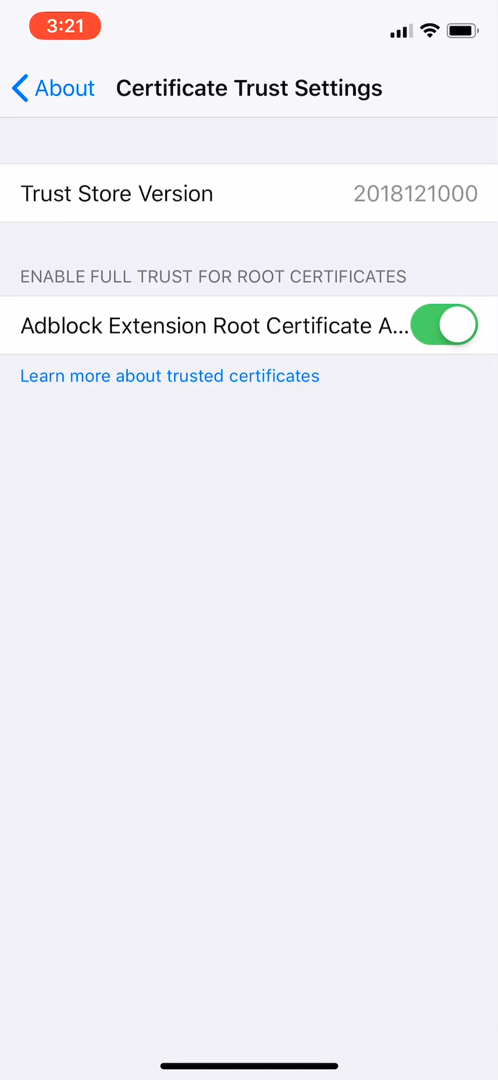 3:21
About Certificate Trust Settings
Trust Store Version 2018121000
ENABLE FULL TRUST FOR ROOT CERTIFICATES
Adblock Extension Root Certificate A...
Learn more about trusted certificates